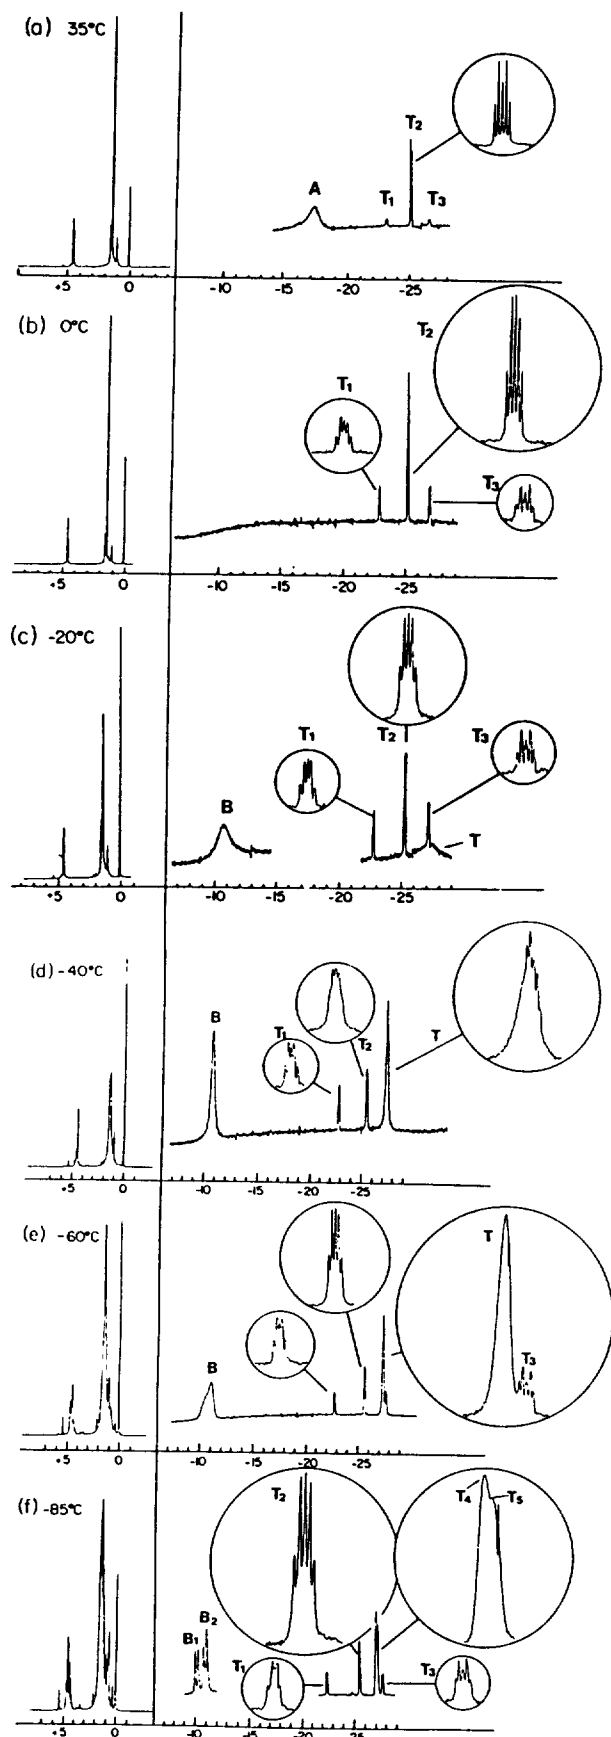 (a) 35°C
A
T₁
T₂
T₃
+5 0 -10 -15 -20 -25
(b) 0°C
T₁
T₂
T₃
+5 0 -10 -15 -20 -25
(c) -20°C
B
T₁
T₂
T₃
T
+5 0 -10 -15 -20 -25
(d) -40°C
B
T₁
T₂
T
+5 0 -10 -15 -20 -25
(e) -60°C
B
T
T₃
+5 0 -10 -15 -20 -25
(f) -85°C
B₁
B₂
T₁
T₂
T₄
T₅
T₃
+5 0 -10 -15 -20 -25